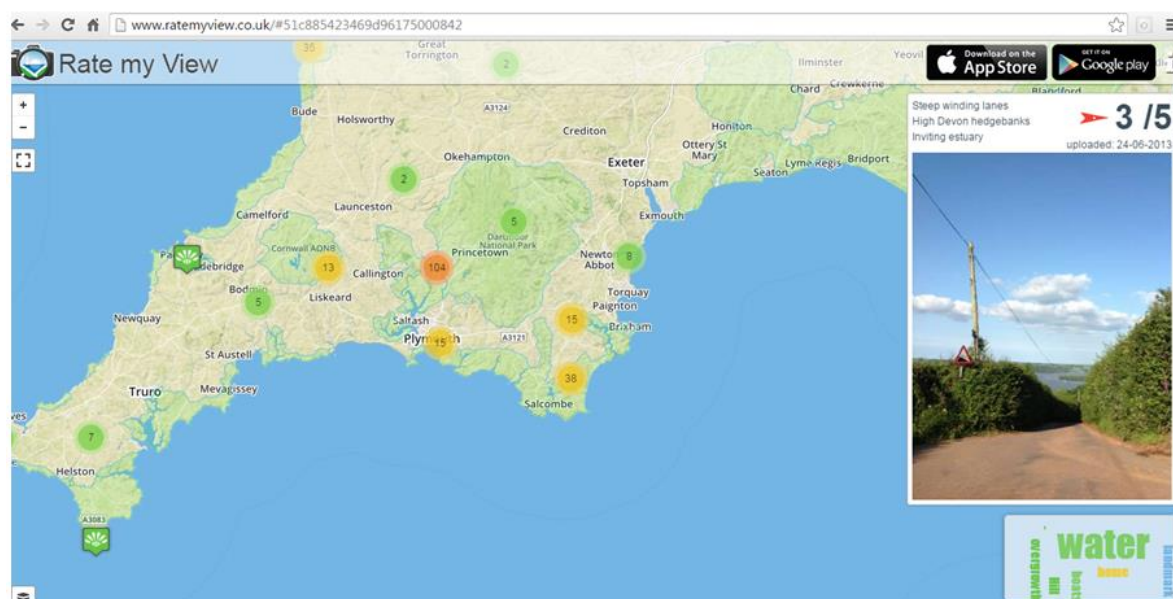 www.ratemyview.co.uk/#51c885423469d96175000842
Rate my View
Download on the
App Store
GET IT ON
Google play
35
Great
Torrington
2
Ilminster
Yeovil
Chard
Crewkerne
Blandford
+
-
Bude
Holsworthy
A3124
Crediton
Honiton
Okehampton
Exeter
Ottery St
Mary
Lyme Regis
Bridport
Seaton
Topsham
2
Launceston
Exmouth
Camelford
5
Dartmoor
National Park
Princetown
Cornwall AONB
13
Callington
104
Newton
Abbot
8
Bodmin
5
Liskeard
Torquay
Paignton
Newquay
Saltash
Plymouth
15
A3121
15
Brixham
St Austell
38
Truro
Mevagissey
Salcombe
7
Helston
A3083
Steep winding lanes
High Devon hedgebanks
Inviting estuary
3 /5
uploaded: 24-06-2013
water
home
overgrowth
Hill
boats
landmark